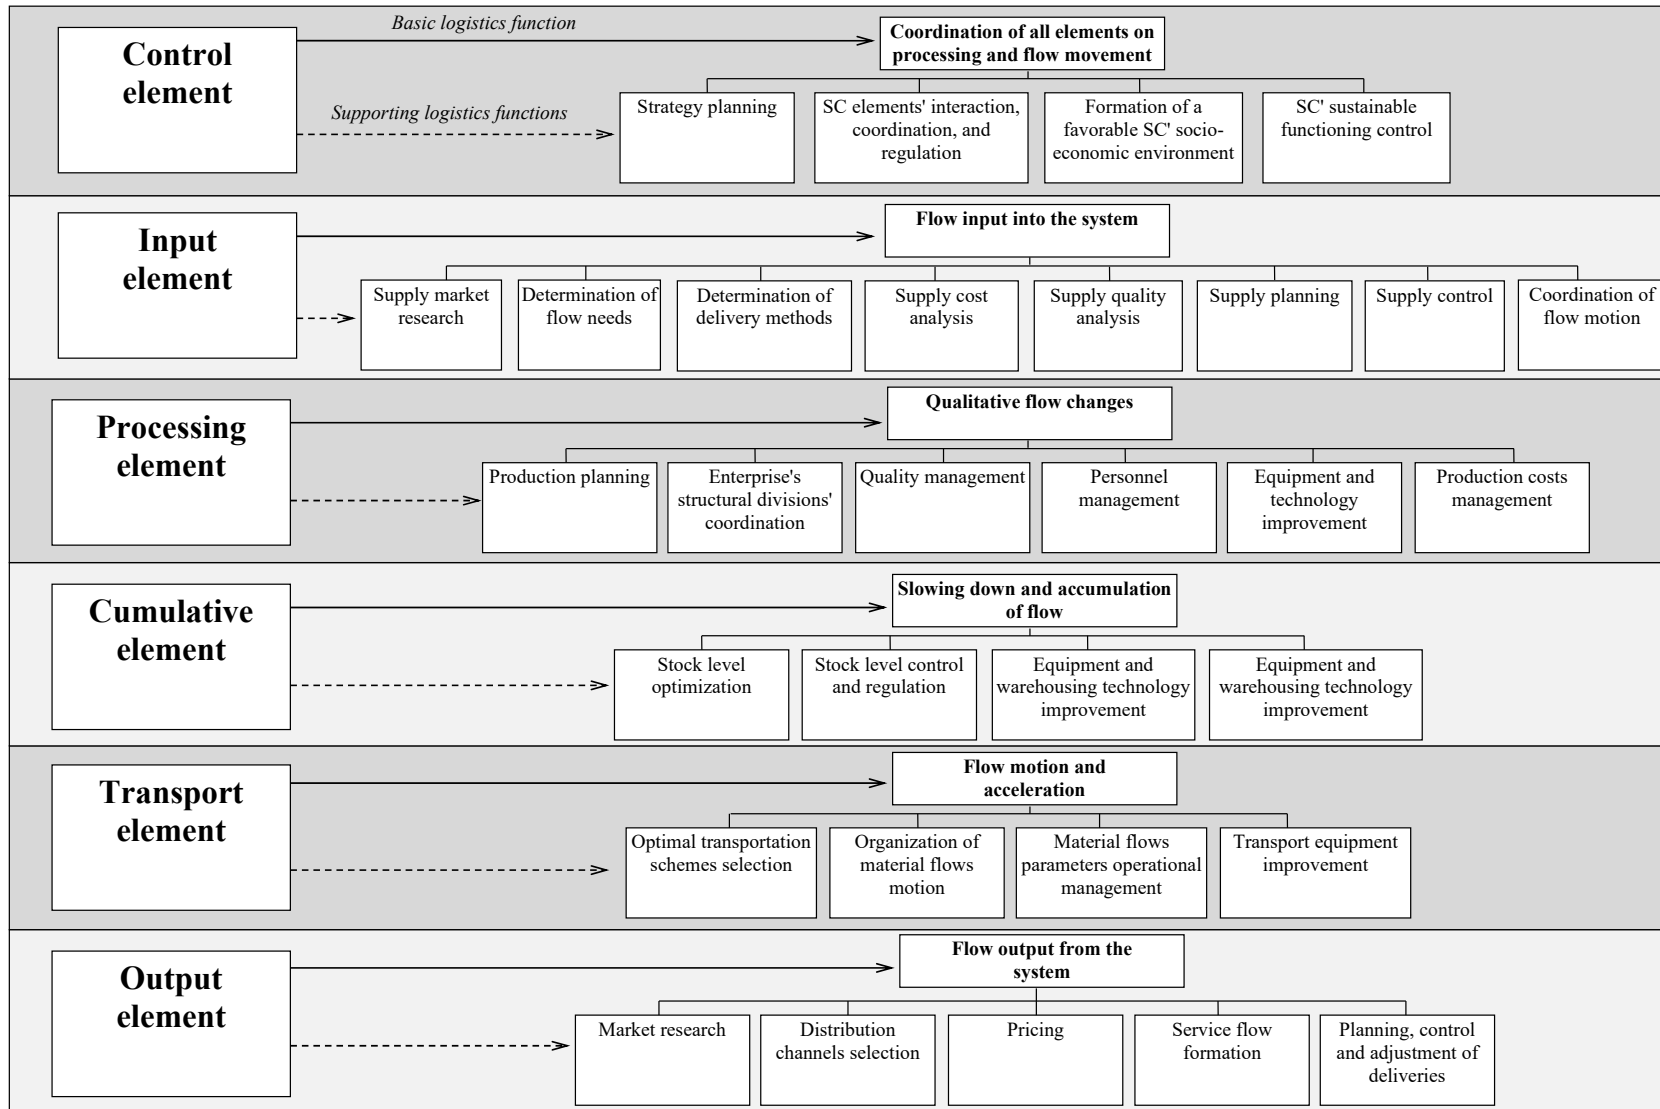 Basic logistics function
Control
element
Coordination of all elements on
processing and flow movement
Supporting logistics functions
Strategy planning
SC elements' interaction,
coordination, and
regulation
Formation of a
favorable SC' socio-
economic environment
SC' sustainable
functioning control
Input
element
Flow input into the system
Supply market
research
Determination of
flow needs
Determination of
delivery methods
Supply cost
analysis
Supply quality
analysis
Supply planning
Supply control
Coordination of
flow motion
Processing
element
Qualitative flow changes
Production planning
Enterprise's
structural divisions'
coordination
Quality management
Personnel
management
Equipment and
technology
improvement
Production costs
management
Cumulative
element
Slowing down and accumulation
of flow
Stock level
optimization
Stock level control
and regulation
Equipment and
warehousing technology
improvement
Equipment and
warehousing technology
improvement
Transport
element
Flow motion and
acceleration
Optimal transportation
schemes selection
Organization of
material flows
motion
Material flows
parameters operational
management
Transport equipment
improvement
Output
element
Flow output from the
system
Market research
Distribution
channels selection
Pricing
Service flow
formation
Planning, control
and adjustment of
deliveries